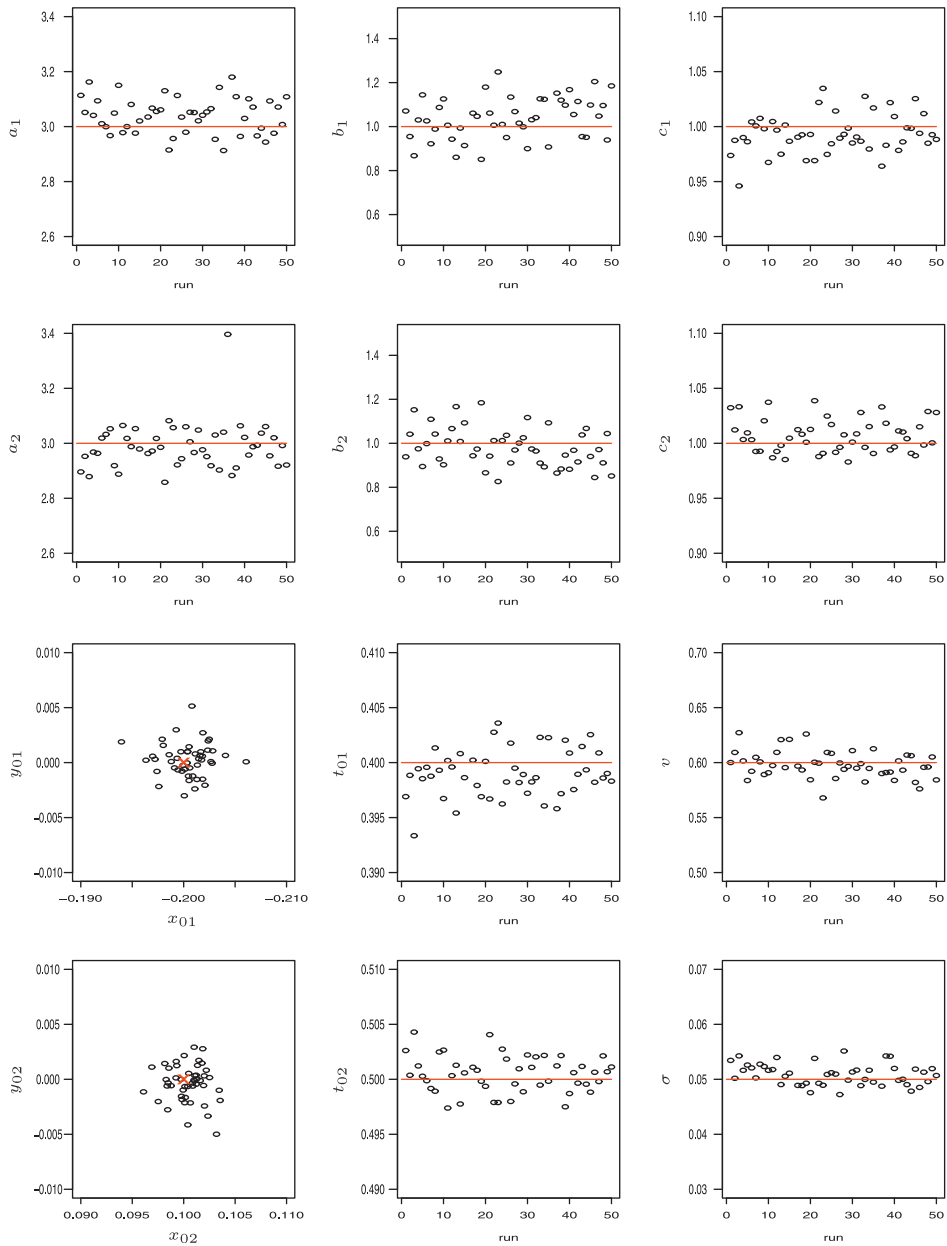 3.4
3.2
3.0
2.8
2.6
a1
0 10 20 30 40 50
run
1.4
1.2
1.0
0.8
0.6
b1
0 10 20 30 40 50
run
1.10
1.05
1.00
0.95
0.90
c1
0 10 20 30 40 50
run
3.4
3.2
3.0
2.8
2.6
a2
0 10 20 30 40 50
run
1.4
1.2
1.0
0.8
0.6
b2
0 10 20 30 40 50
run
1.10
1.05
1.00
0.95
0.90
c2
0 10 20 30 40 50
run
0.010
0.005
0.000
−0.005
−0.010
y01
−0.190 −0.200 −0.210
x01
0.410
0.405
0.400
0.395
0.390
t01
0 10 20 30 40 50
run
0.70
0.65
0.60
0.55
0.50
v
0 10 20 30 40 50
run
0.010
0.005
0.000
−0.005
−0.010
y02
0.090 0.095 0.100 0.105 0.110
x02
0.510
0.505
0.500
0.495
0.490
t02
0 10 20 30 40 50
run
0.07
0.06
0.05
0.04
0.03
σ
0 10 20 30 40 50
run